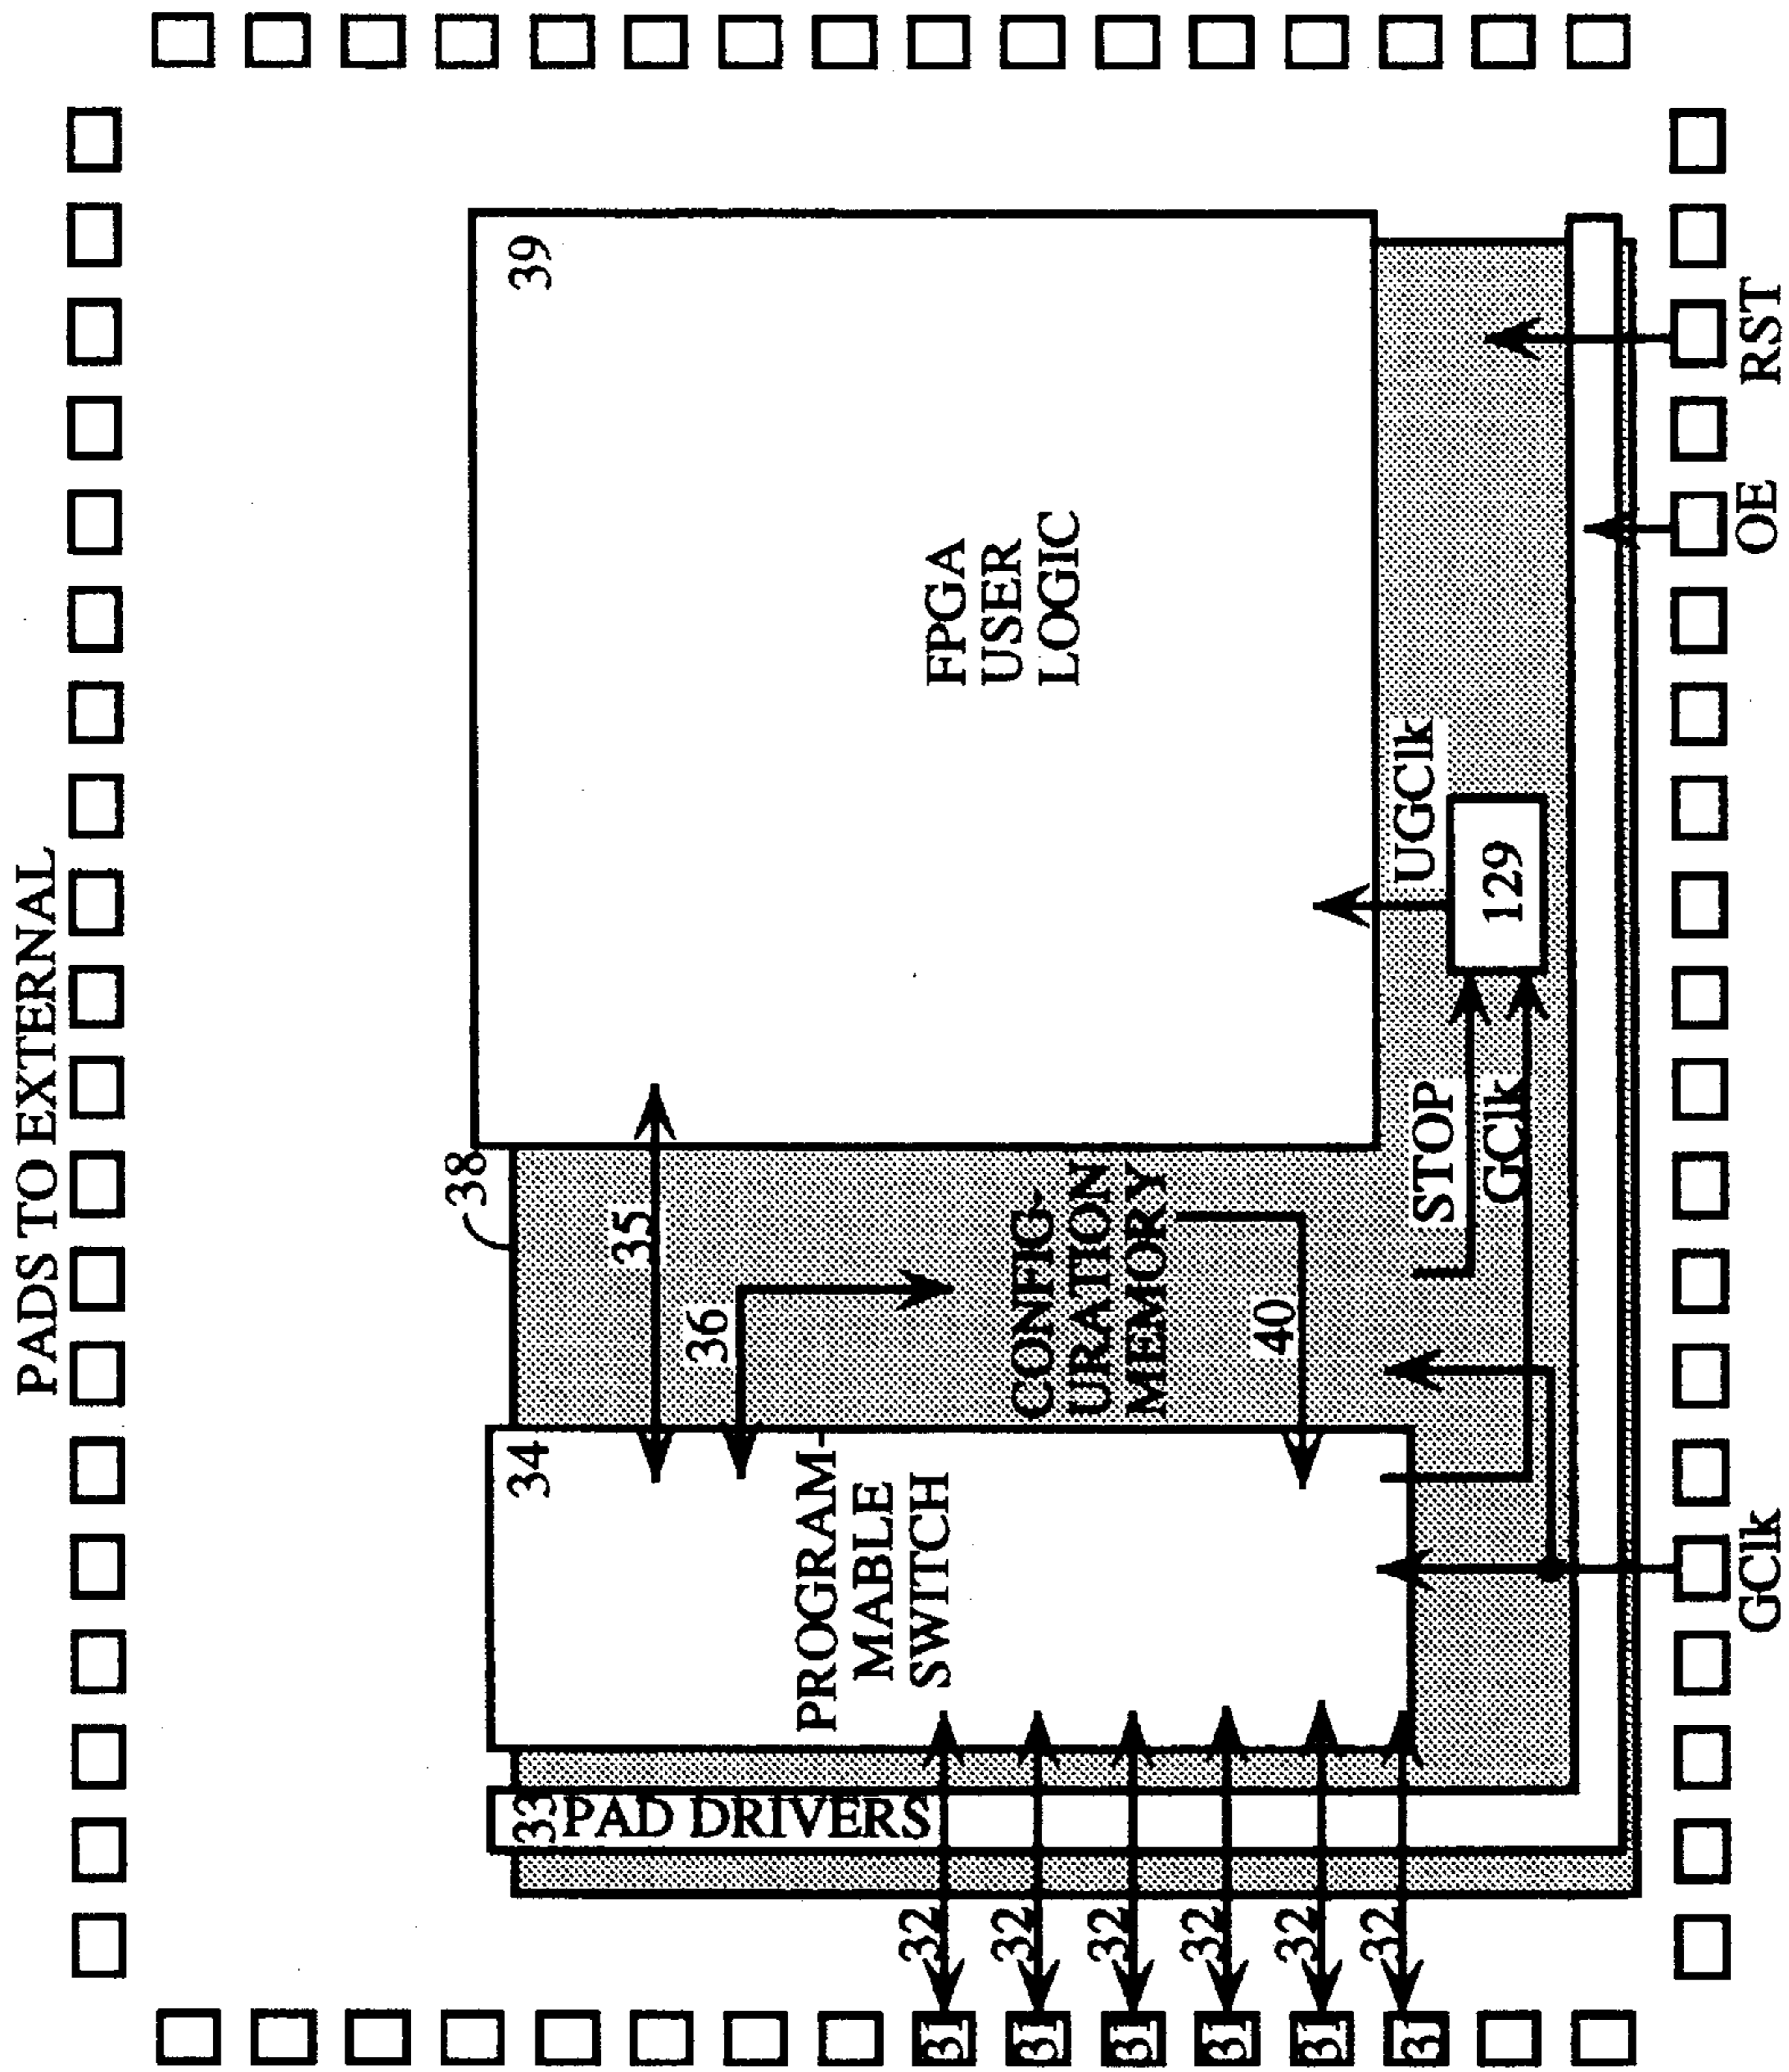 PADS TO EXTERNAL
38
39
FPGA
USER
LOGIC
34
PROGRAM-
MABLE
SWITCH
35
36
CONFIG-
URATION
MEMORY
40
33 PAD DRIVERS
32
32
32
32
32
32
31
31
31
31
31
31
STOP
GClk
UGClk
129
GClk
OE
RST